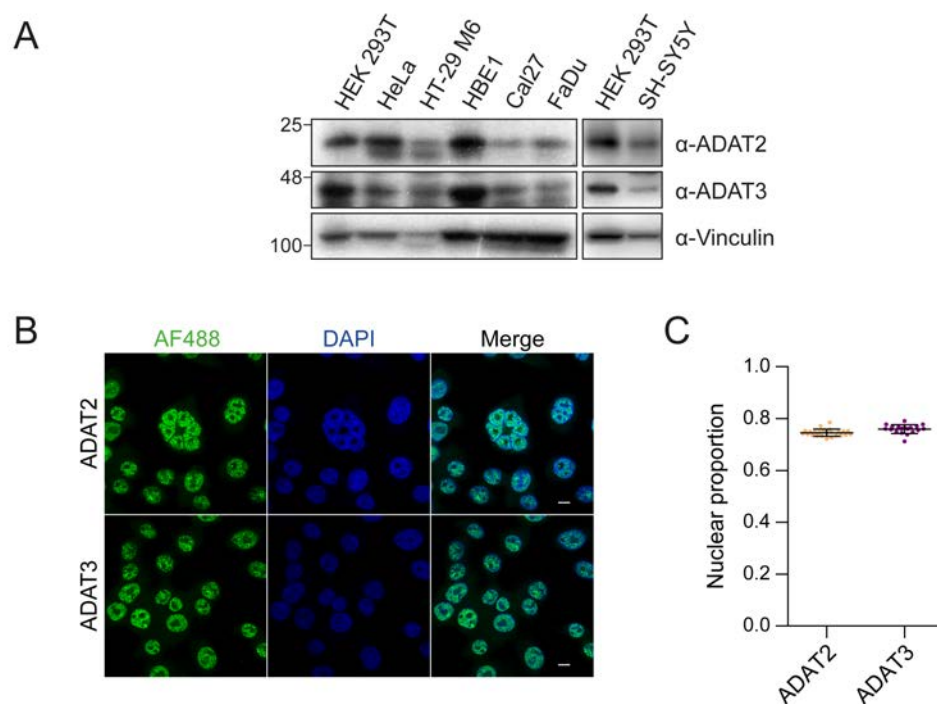 A
HEK 293T
HeLa
HT-29 M6
HBE1
Cal27
FaDu
HEK 293T
SH-SY5Y
25
α-ADAT2
48
α-ADAT3
100
α-Vinculin
B
AF488
DAPI
Merge
ADAT2
ADAT3
C
Nuclear proportion
1.0
0.8
0.6
0.4
0.2
0.0
ADAT2
ADAT3